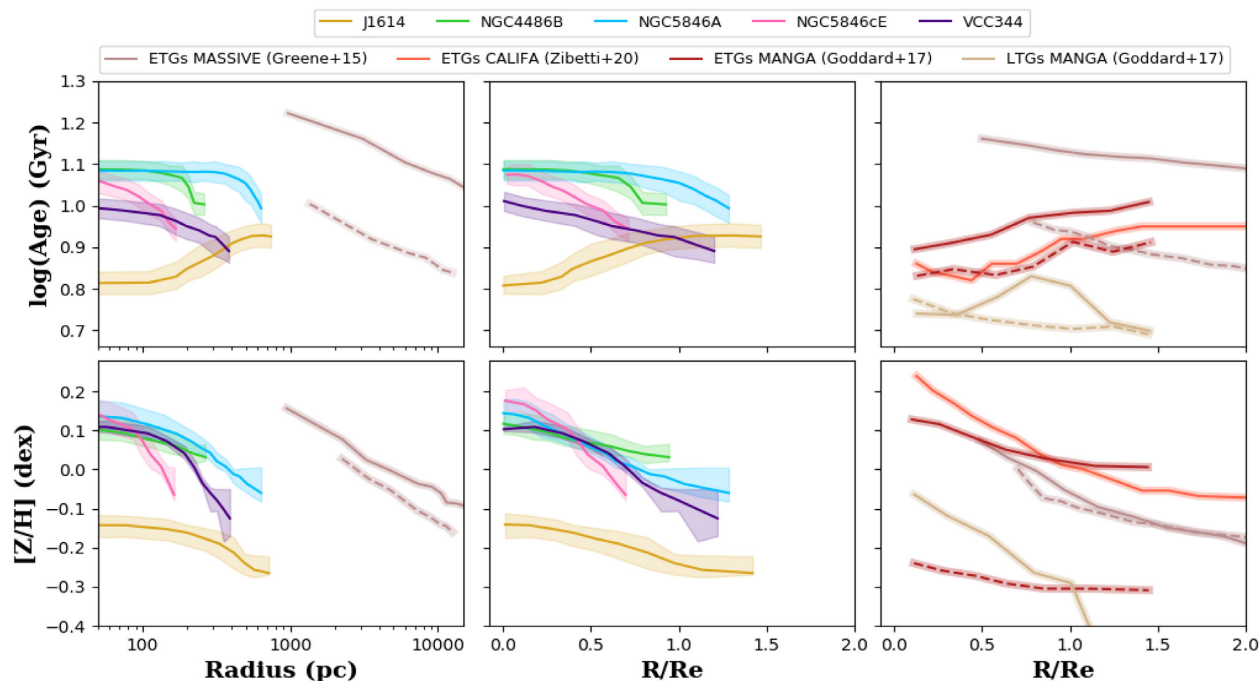 J1614 NGC4486B NGC5846A NGC5846cE VCC344
ETGs MASSIVE (Greene+15) ETGs CALIFA (Zibetti+20) ETGs MANGA (Goddard+17) LTGs MANGA (Goddard+17)
log(Age) (Gyr)
1.3
1.2
1.1
1.0
0.9
0.8
0.7
[Z/H] (dex)
0.2
0.1
0.0
−0.1
−0.2
−0.3
−0.4
100 1000 10000 0.0 0.5 1.0 1.5 2.0 0.0 0.5 1.0 1.5 2.0
Radius (pc) R/Re R/Re